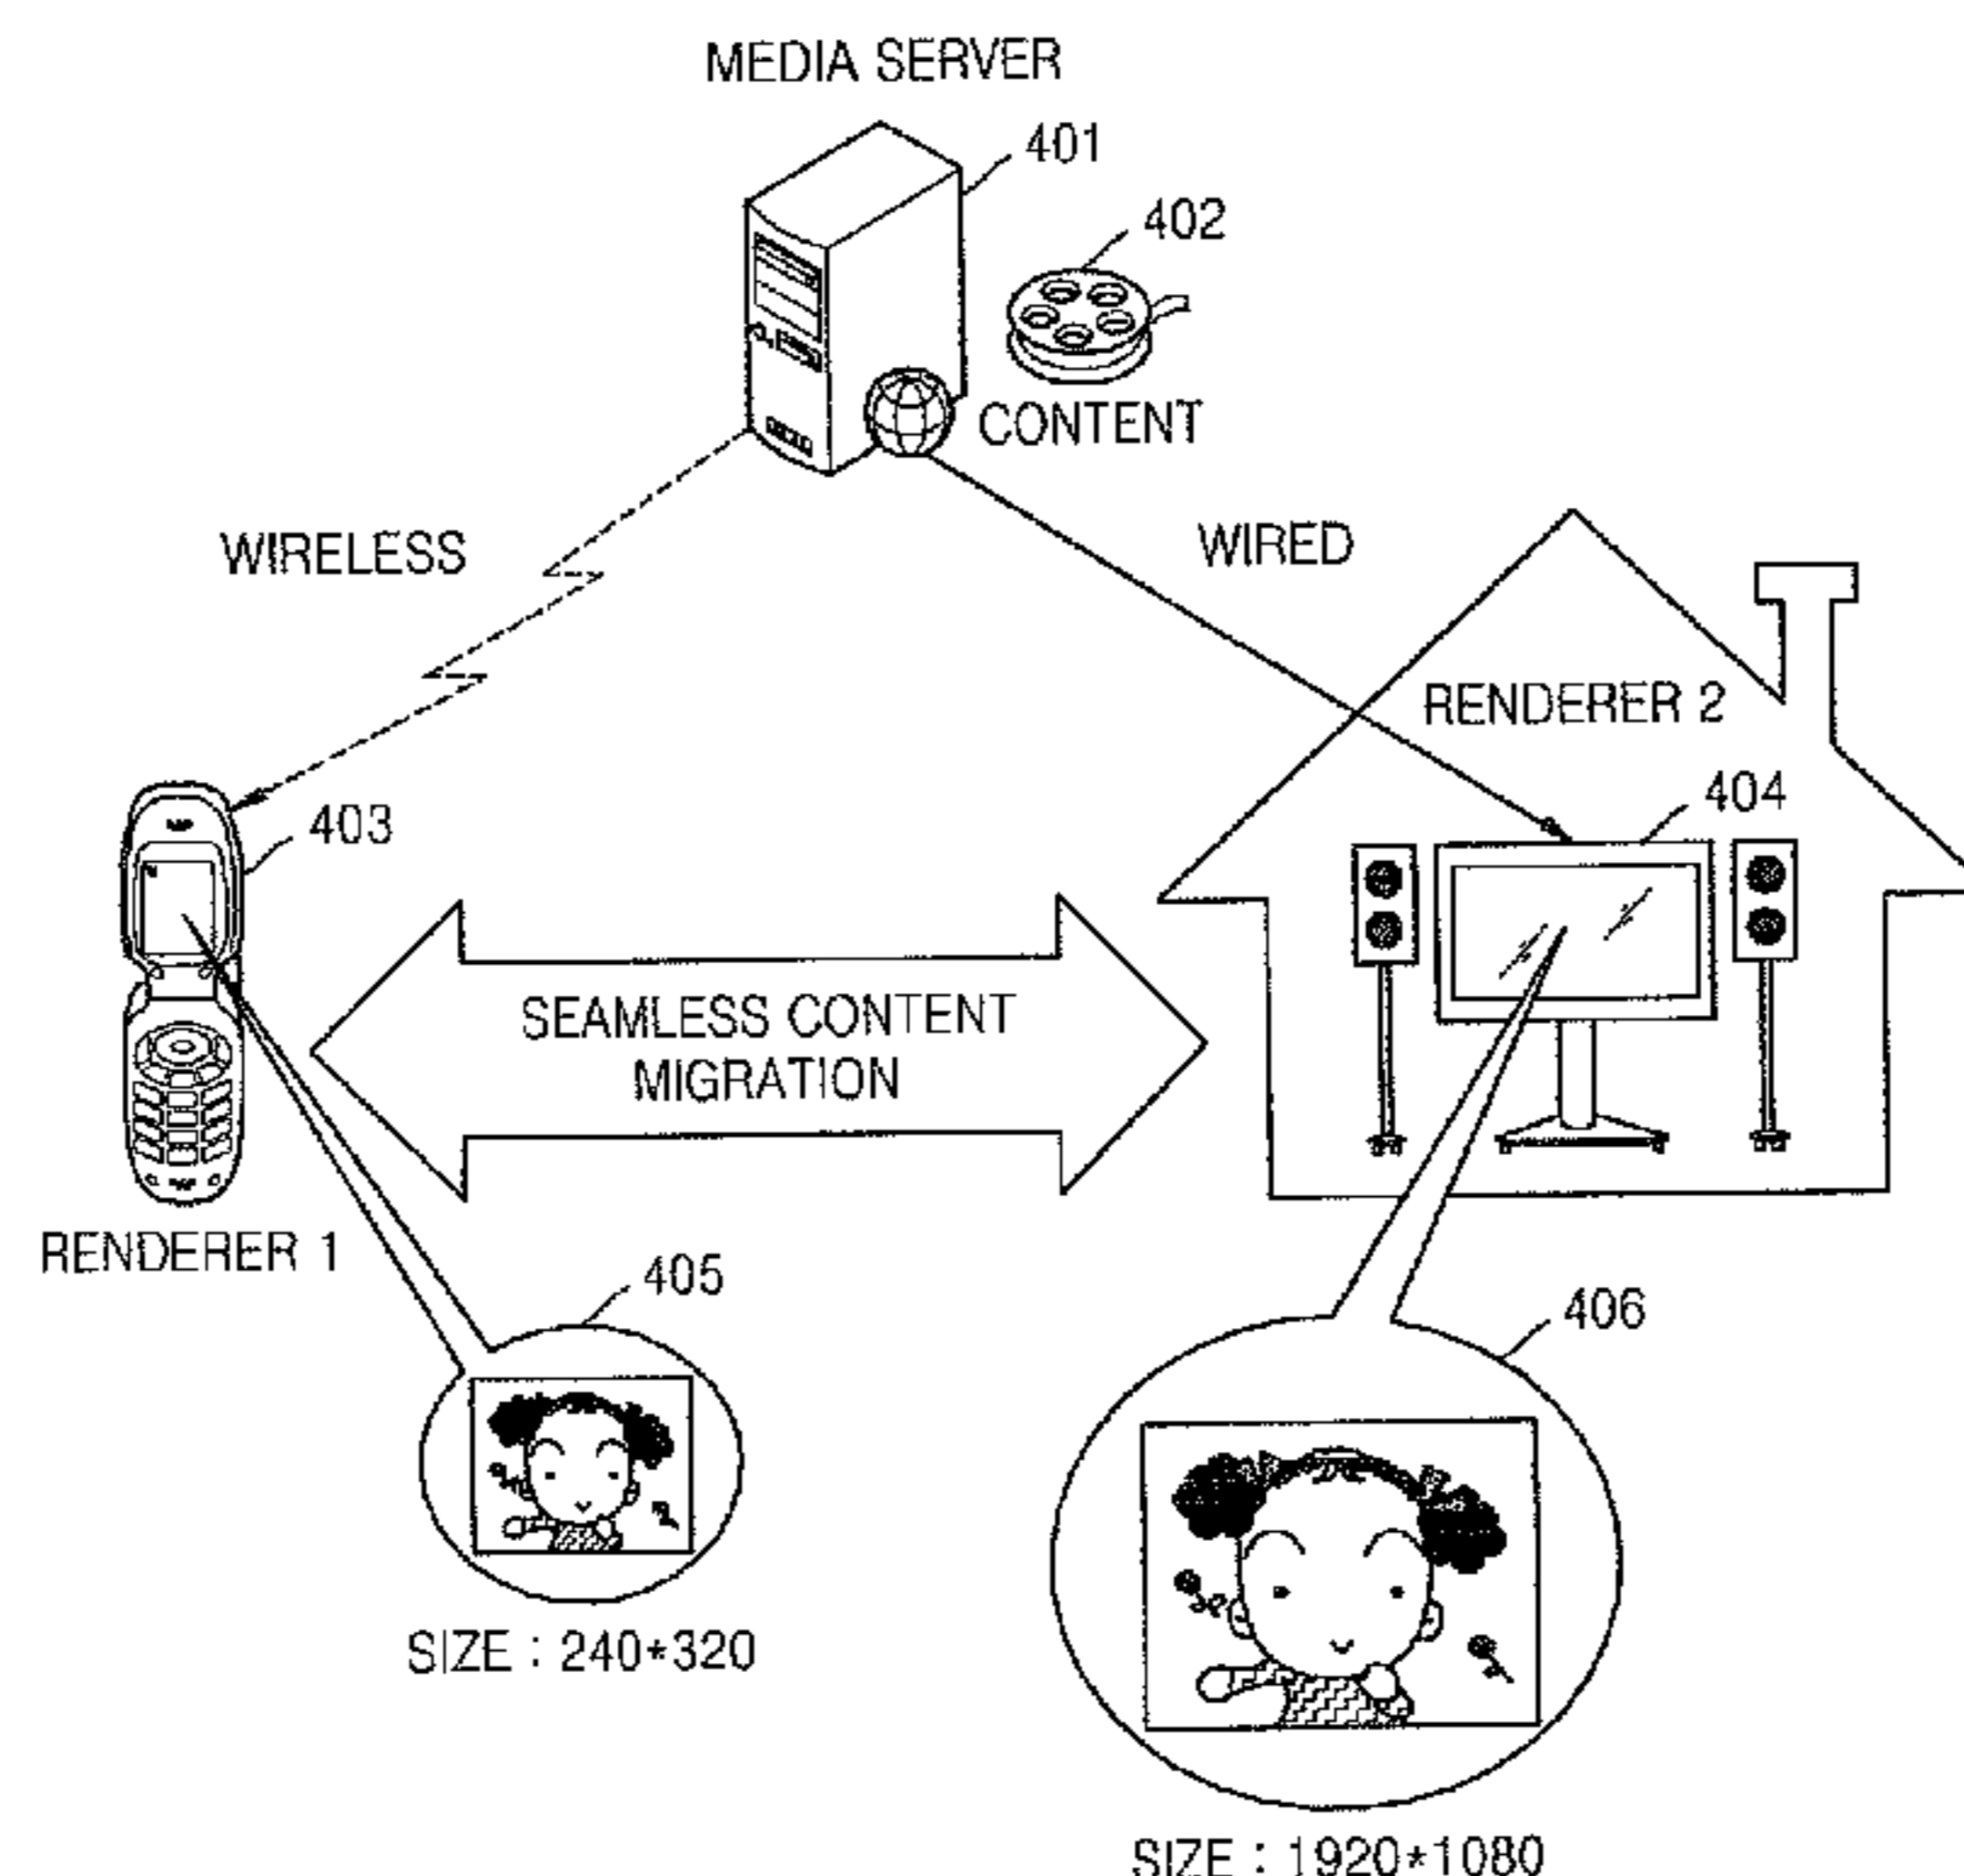 MEDIA SERVER
401
402
CONTENT
WIRELESS
WIRED
RENDERER 2
403
404
SEAMLESS CONTENT
MIGRATION
RENDERER 1
405
406
SIZE : 240*320
SIZE : 1920*1080